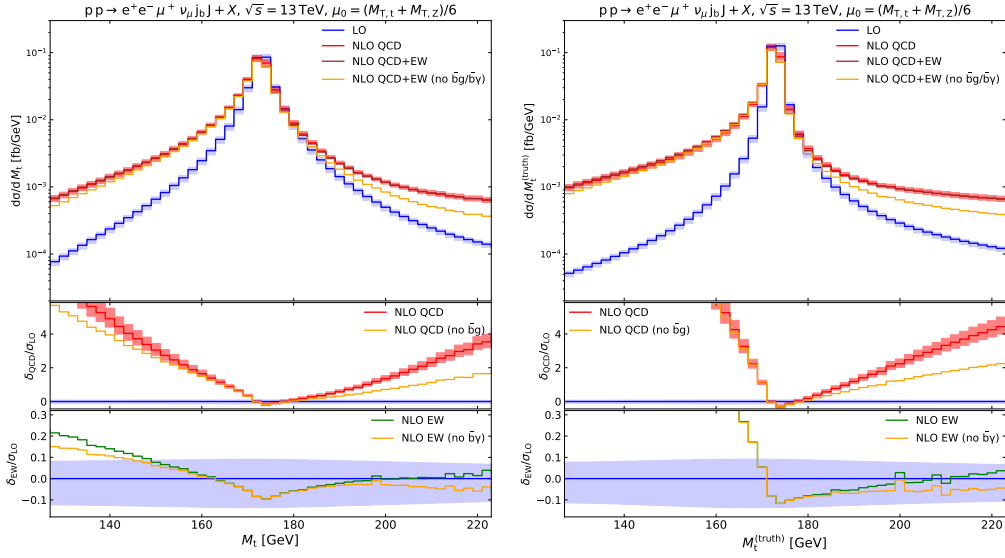 p p → e⁺e⁻ μ⁺ ν_μ j_b J + X, √s = 13 TeV, μ₀ = (M_T,t + M_T,Z)/6
dσ/dM_t [fb/GeV]
10⁻¹
10⁻²
10⁻³
10⁻⁴
LO
NLO QCD
NLO QCD+EW
NLO QCD+EW (no b̄g/b̄γ)
δ_QCD/σ_LO
4
2
0
NLO QCD
NLO QCD (no b̄g)
δ_EW/σ_LO
0.3
0.2
0.1
0.0
−0.1
NLO EW
NLO EW (no b̄γ)
140 160 180 200 220
M_t [GeV]
p p → e⁺e⁻ μ⁺ ν_μ j_b J + X, √s = 13 TeV, μ₀ = (M_T,t + M_T,Z)/6
dσ/dM_t^(truth) [fb/GeV]
10⁻¹
10⁻²
10⁻³
10⁻⁴
LO
NLO QCD
NLO QCD+EW
NLO QCD+EW (no b̄g/b̄γ)
δ_QCD/σ_LO
4
2
0
NLO QCD
NLO QCD (no b̄g)
δ_EW/σ_LO
0.3
0.2
0.1
0.0
−0.1
NLO EW
NLO EW (no b̄γ)
140 160 180 200 220
M_t^(truth) [GeV]